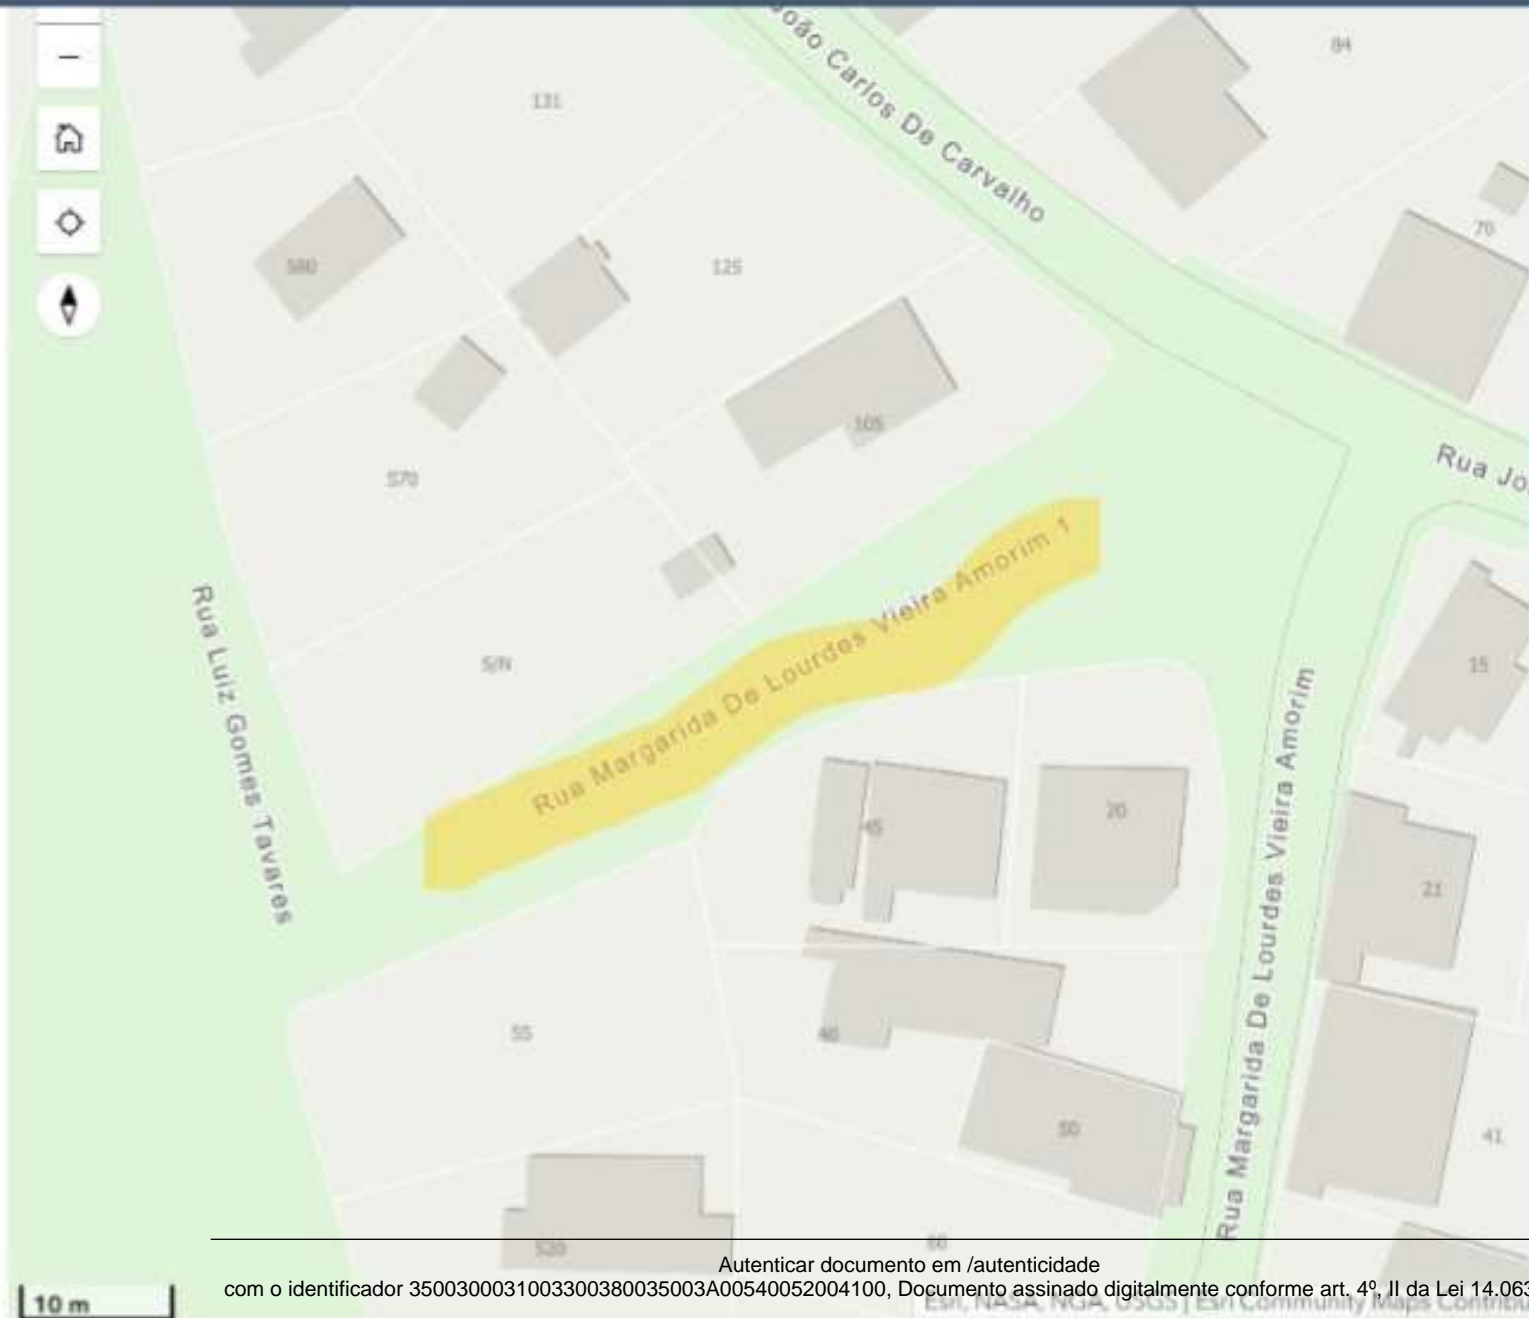 João Carlos De Carvalho
84
131
70
580
125
105
Rua Jo
570
Rua Margarida De Lourdes Vieira Amorim 1
Rua Luiz Gomes Tavares
S/N
15
Rua Margarida De Lourdes Vieira Amorim
45
20
21
55
40
50
41
520
60
Autenticar documento em /autenticidade
com o identificador 3500300031003300380035003A00540052004100, Documento assinado digitalmente conforme art. 4º, II da Lei 14.063
10 m
Esri, NASA, NGA, USGS | Esri Community Maps Contribu